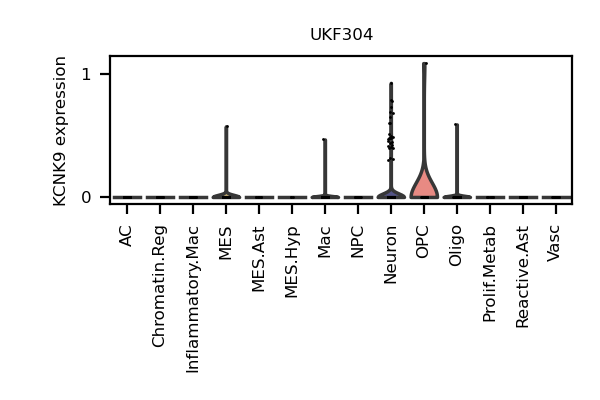 UKF304
KCNK9 expression
1
0
AC
Chromatin.Reg
Inflammatory.Mac
MES
MES.Ast
MES.Hyp
Mac
NPC
Neuron
OPC
Oligo
Prolif.Metab
Reactive.Ast
Vasc